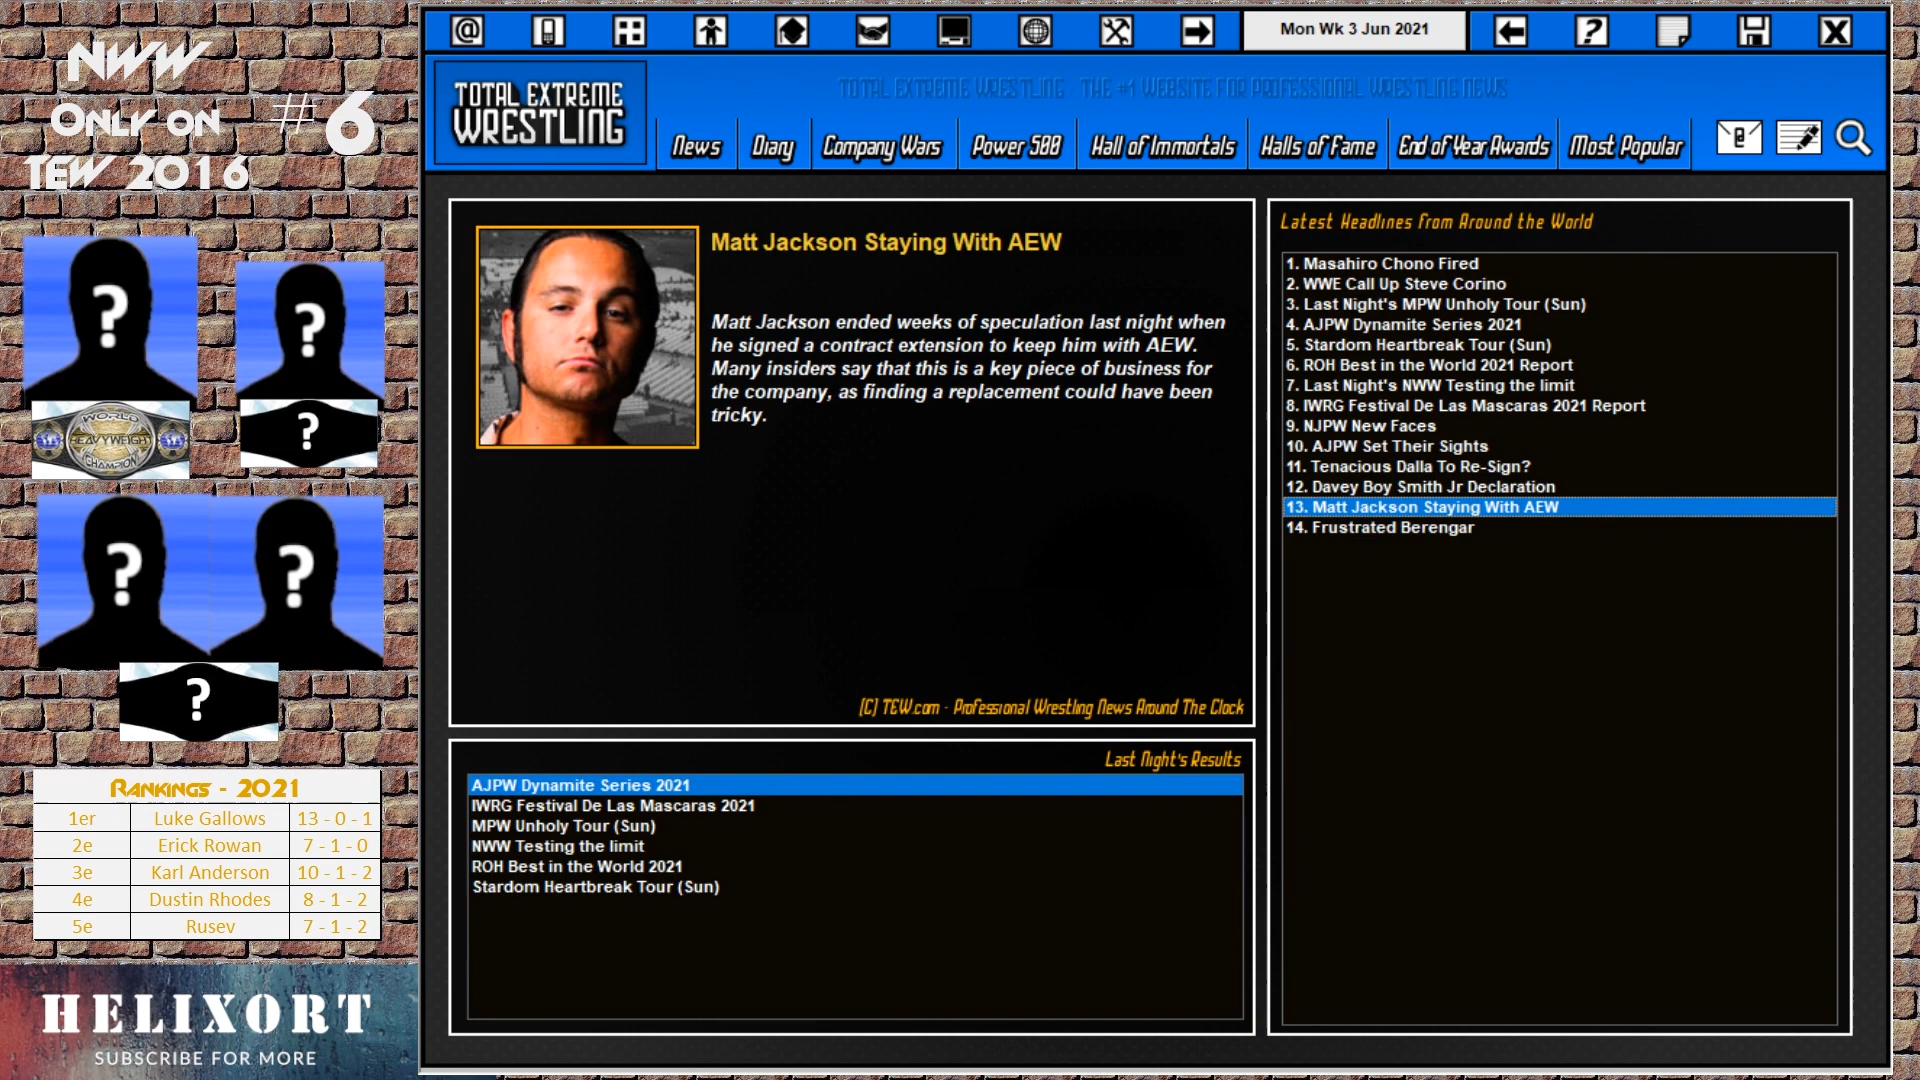 NWW
Only on
TEW 2016
#6
?
?
WORLD
HEAVYWEIGHT
CHAMPION
?
?
?
?
Rankings - 2021
1er Luke Gallows 13 - 0 - 1
2e Erick Rowan 7 - 1 - 0
3e Karl Anderson 10 - 1 - 2
4e Dustin Rhodes 8 - 1 - 2
5e Rusev 7 - 1 - 2
HELIXORT
SUBSCRIBE FOR MORE
@
Mon Wk 3 Jun 2021
?
X
TOTAL EXTREME
WRESTLING
TOTAL EXTREME WRESTLING - THE #1 WEBSITE FOR PROFESSIONAL WRESTLING NEWS
News
Diary
Company Wars
Power 500
Hall of Immortals
Halls of Fame
End of Year Awards
Most Popular
@
Matt Jackson Staying With AEW
Matt Jackson ended weeks of speculation last night when
he signed a contract extension to keep him with AEW.
Many insiders say that this is a key piece of business for
the company, as finding a replacement could have been
tricky.
(C) TEW.com - Professional Wrestling News Around The Clock
Last Night's Results
AJPW Dynamite Series 2021
IWRG Festival De Las Mascaras 2021
MPW Unholy Tour (Sun)
NWW Testing the limit
ROH Best in the World 2021
Stardom Heartbreak Tour (Sun)
Latest Headlines From Around the World
1. Masahiro Chono Fired
2. WWE Call Up Steve Corino
3. Last Night's MPW Unholy Tour (Sun)
4. AJPW Dynamite Series 2021
5. Stardom Heartbreak Tour (Sun)
6. ROH Best in the World 2021 Report
7. Last Night's NWW Testing the limit
8. IWRG Festival De Las Mascaras 2021 Report
9. NJPW New Faces
10. AJPW Set Their Sights
11. Tenacious Dalla To Re-Sign?
12. Davey Boy Smith Jr Declaration
13. Matt Jackson Staying With AEW
14. Frustrated Berengar